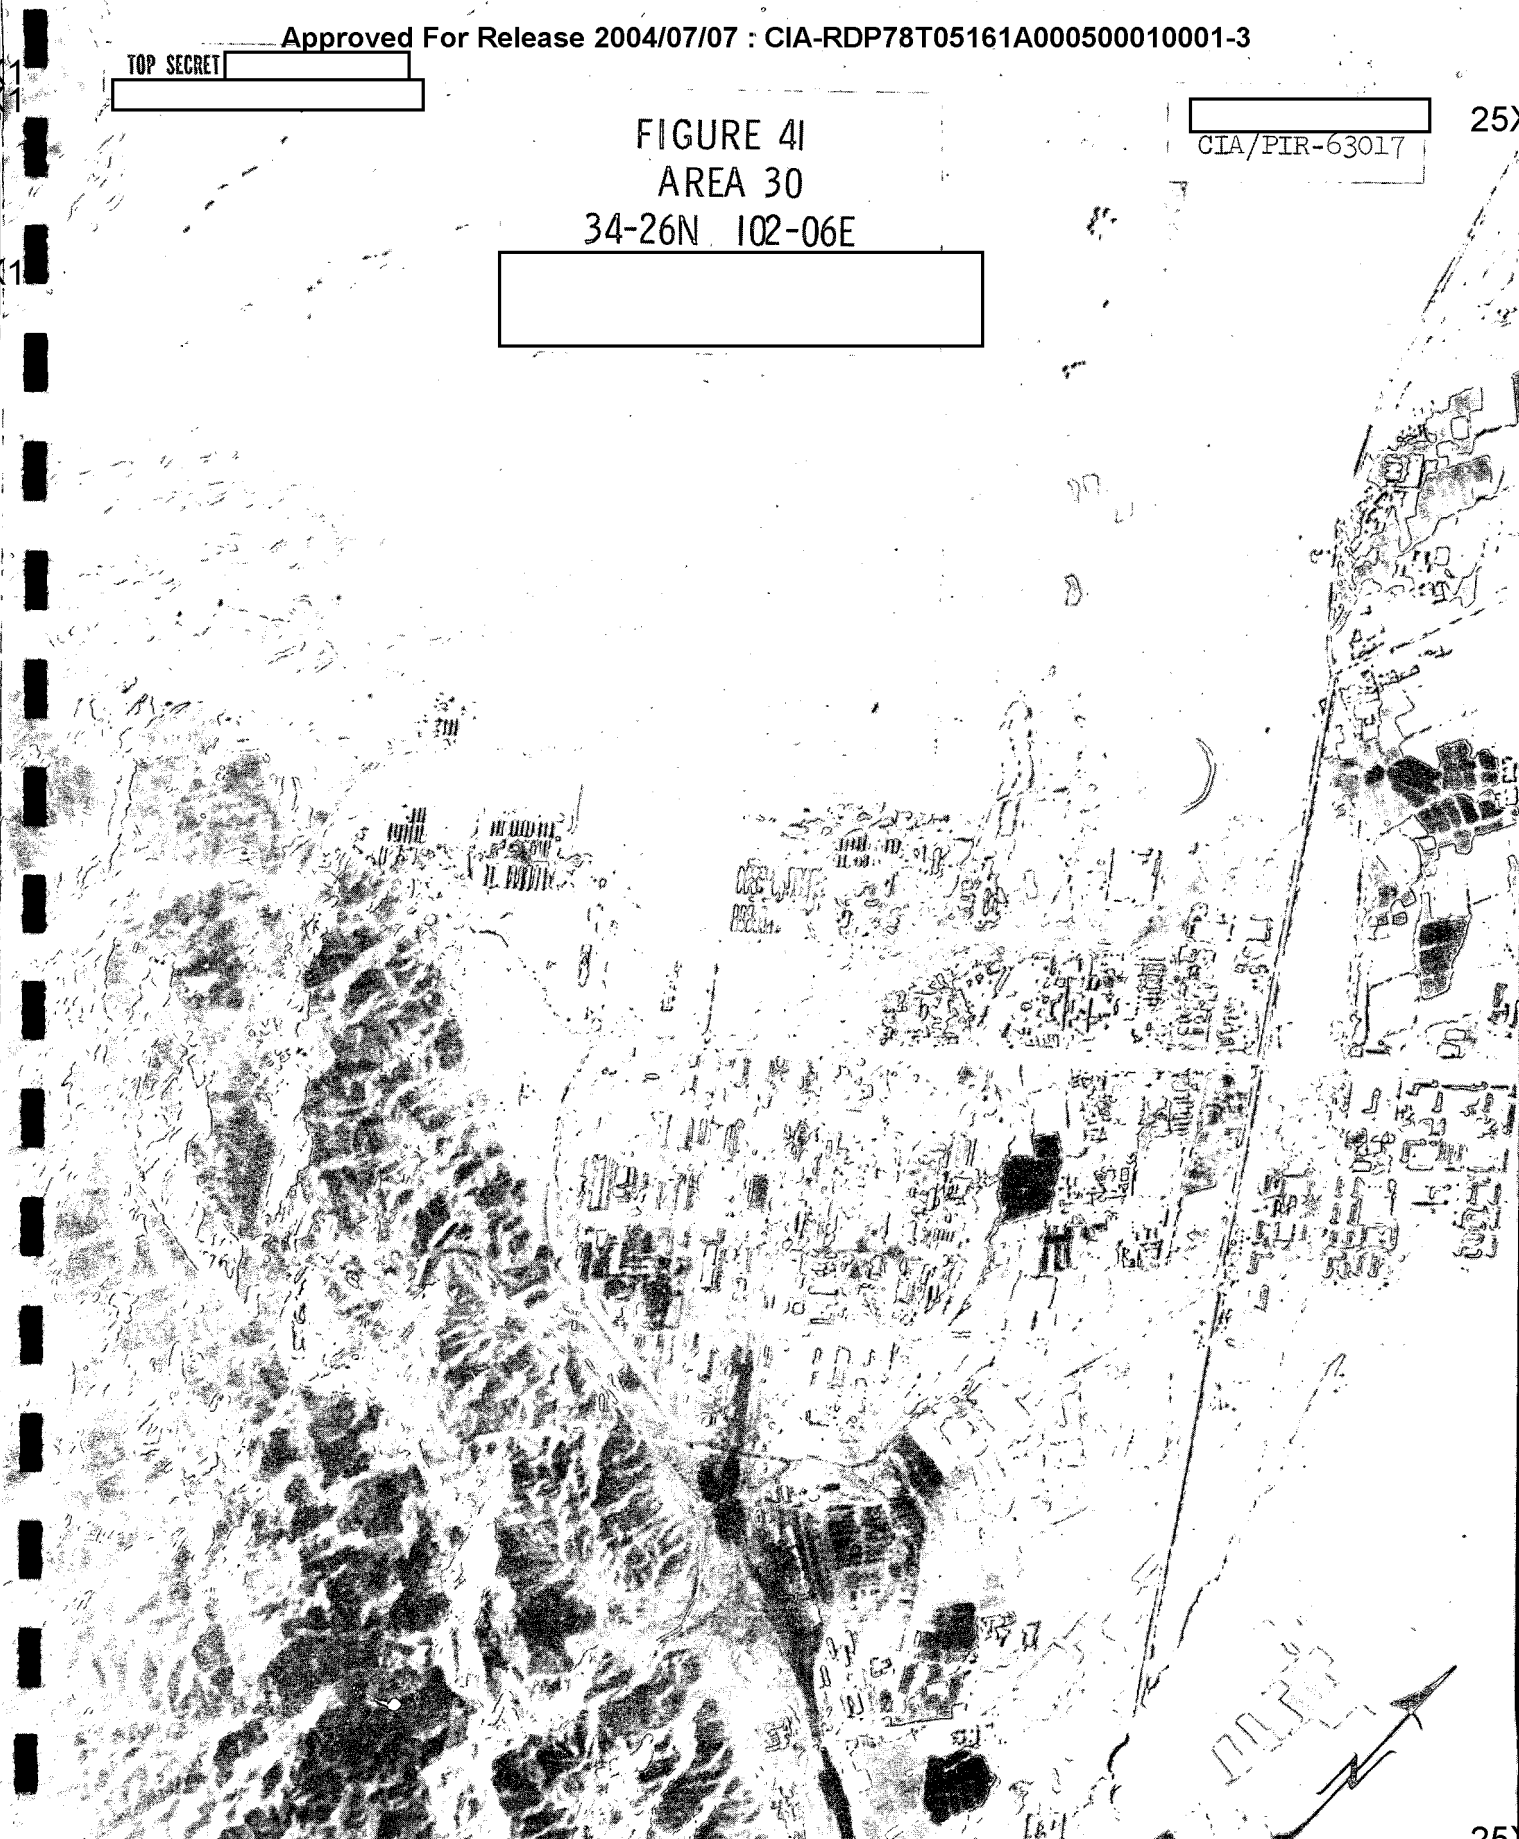 Approved For Release 2004/07/07 : CIA-RDP78T05161A000500010001-3
TOP SECRET
25X
CIA/PIR-63017
FIGURE 41
AREA 30
34-26N 102-06E
N
25X